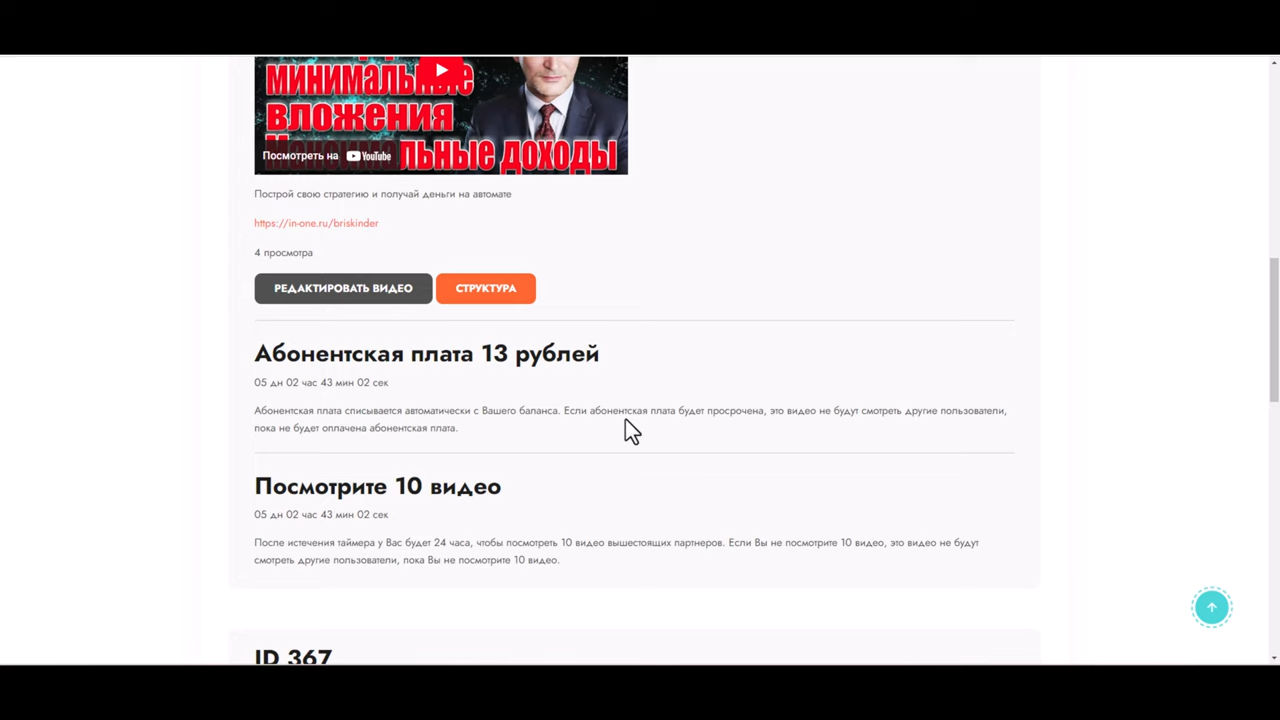 минимальные
вложения
льные доходы
Посмотреть на YouTube
Построй свою стратегию и получай деньги на автомате
https://in-one.ru/briskinder
4 просмотра
РЕДАКТИРОВАТЬ ВИДЕО СТРУКТУРА
Абонентская плата 13 рублей
05 дн 02 час 43 мин 02 сек
Абонентская плата списывается автоматически с Вашего баланса. Если абонентская плата будет просрочена, это видео не будут смотреть другие пользователи,
пока не будет оплачена абонентская плата.
Посмотрите 10 видео
05 дн 02 час 43 мин 02 сек
После истечения таймера у Вас будет 24 часа, чтобы посмотреть 10 видео вышестоящих партнеров. Если Вы не посмотрите 10 видео, это видео не будут
смотреть другие пользователи, пока Вы не посмотрите 10 видео.
ID 367